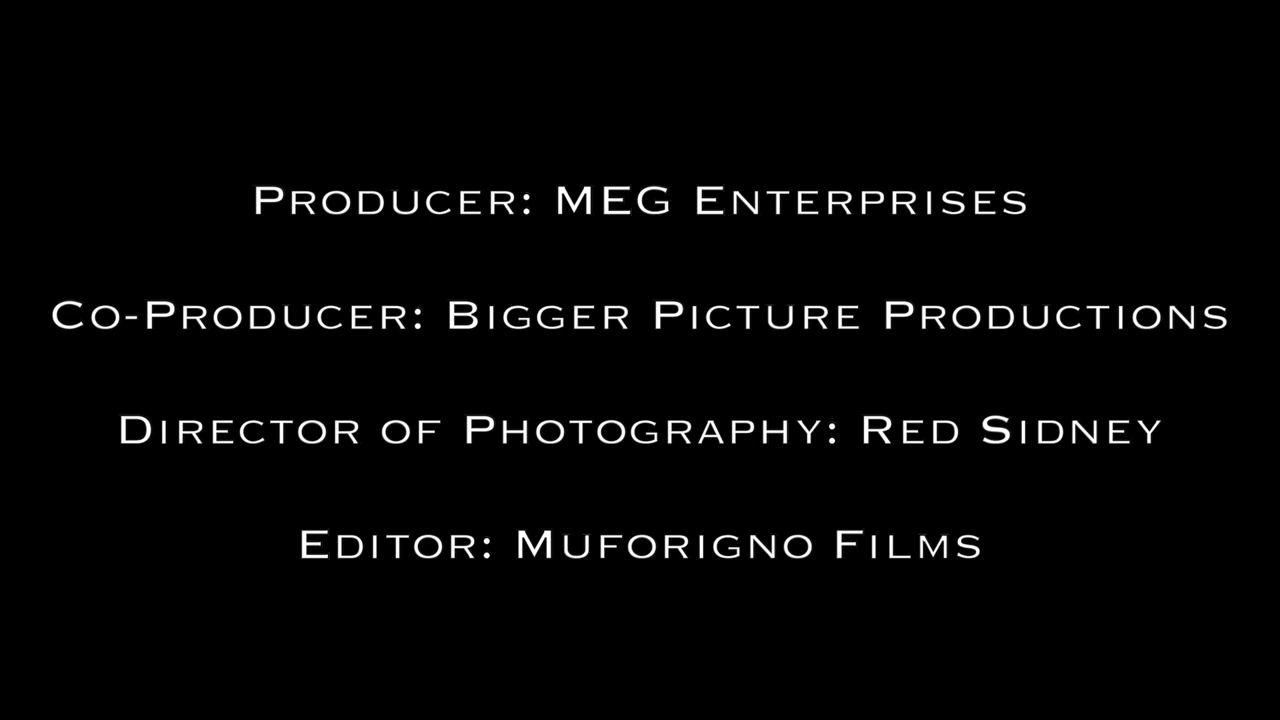 Producer: MEG Enterprises
Co-Producer: Bigger Picture Productions
Director of Photography: Red Sidney
Editor: Muforigno Films